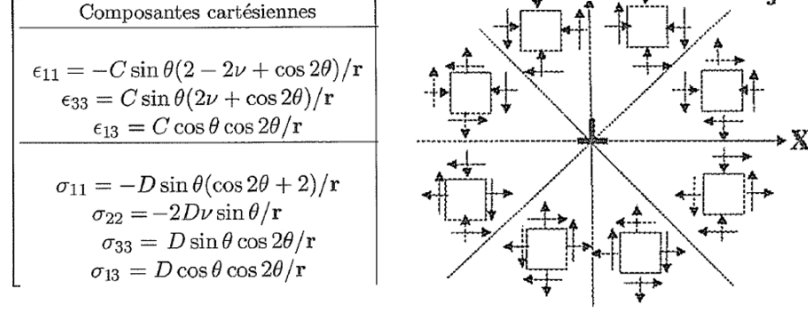 Composantes cartésiennes
ϵ₁₁ = −C sin θ(2 − 2ν + cos 2θ)/r
ϵ₃₃ = C sin θ(2ν + cos 2θ)/r
ϵ₁₃ = C cos θ cos 2θ/r
σ₁₁ = −D sin θ(cos 2θ + 2)/r
σ₂₂ = −2Dν sin θ/r
σ₃₃ = D sin θ cos 2θ/r
σ₁₃ = D cos θ cos 2θ/r
X